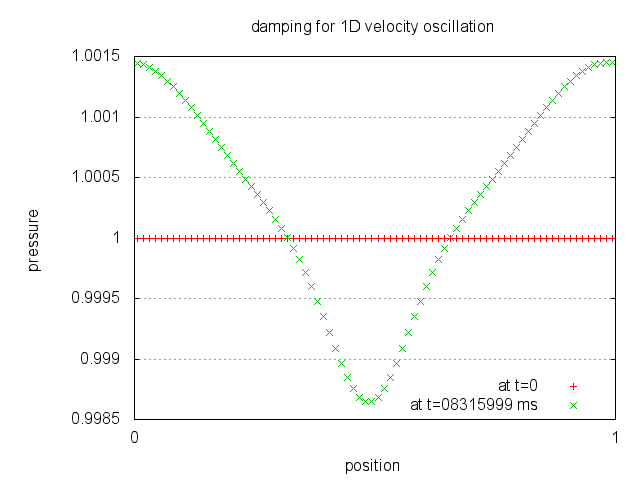 damping for 1D velocity oscillation
1.0015
1.001
1.0005
1
0.9995
0.999
0.9985
pressure
at t=0
at t=08315999 ms
0
1
position